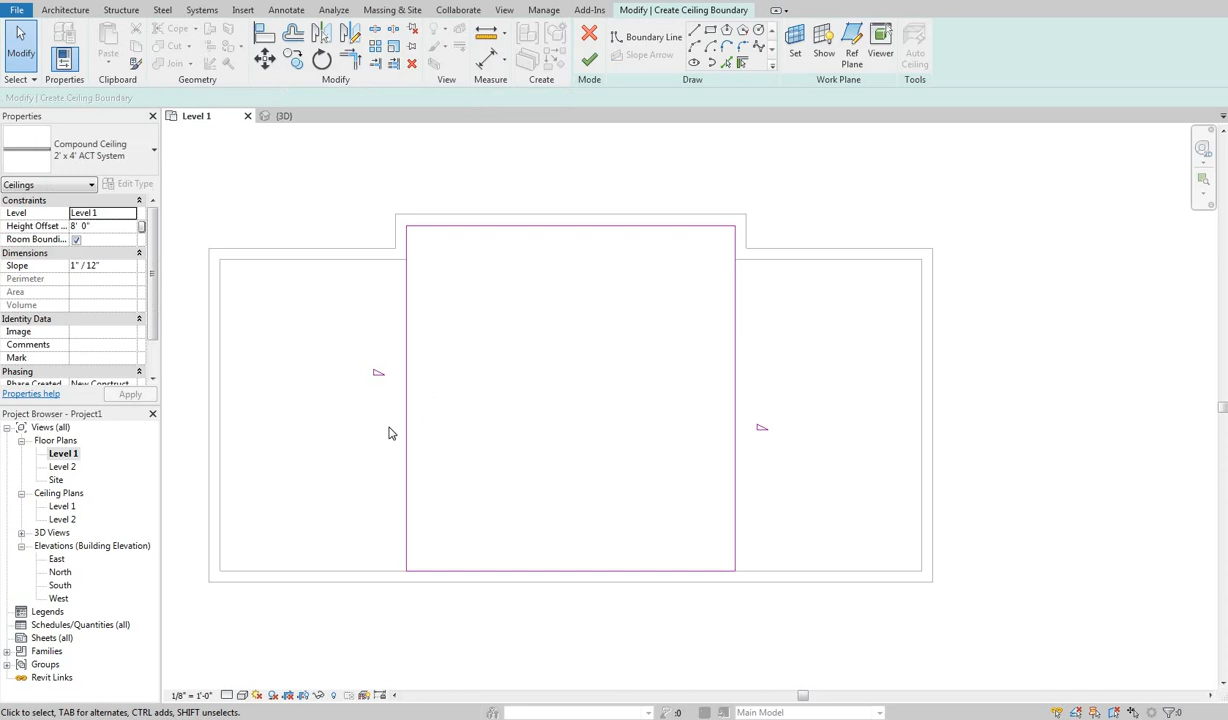 File Architecture Structure Steel Systems Insert Annotate Analyze Massing & Site Collaborate View Manage Add-Ins Modify | Create Ceiling Boundary
Modify
Paste
Cut
Join
Boundary Line
Slope Arrow
Set Show Ref Plane Viewer
Auto Ceiling
Select Properties Clipboard Geometry Modify View Measure Create Mode Draw Work Plane Tools
Modify | Create Ceiling Boundary
Properties
Level 1
{3D}
Compound Ceiling
2' x 4' ACT System
Ceilings
Edit Type
Constraints
Level Level 1
Height Offset ... 8' 0"
Room Boundi...
Dimensions
Slope 1" / 12"
Perimeter
Area
Volume
Identity Data
Image
Comments
Mark
Phasing
Phase Created New Construct
Properties help
Apply
Project Browser - Project1
Views (all)
Floor Plans
Level 1
Level 2
Site
Ceiling Plans
Level 1
Level 2
3D Views
Elevations (Building Elevation)
East
North
South
West
Legends
Schedules/Quantities (all)
Sheets (all)
Families
Groups
Revit Links
1/8" = 1'-0"
Click to select, TAB for alternates, CTRL adds, SHIFT unselects.
:0
Main Model
:0